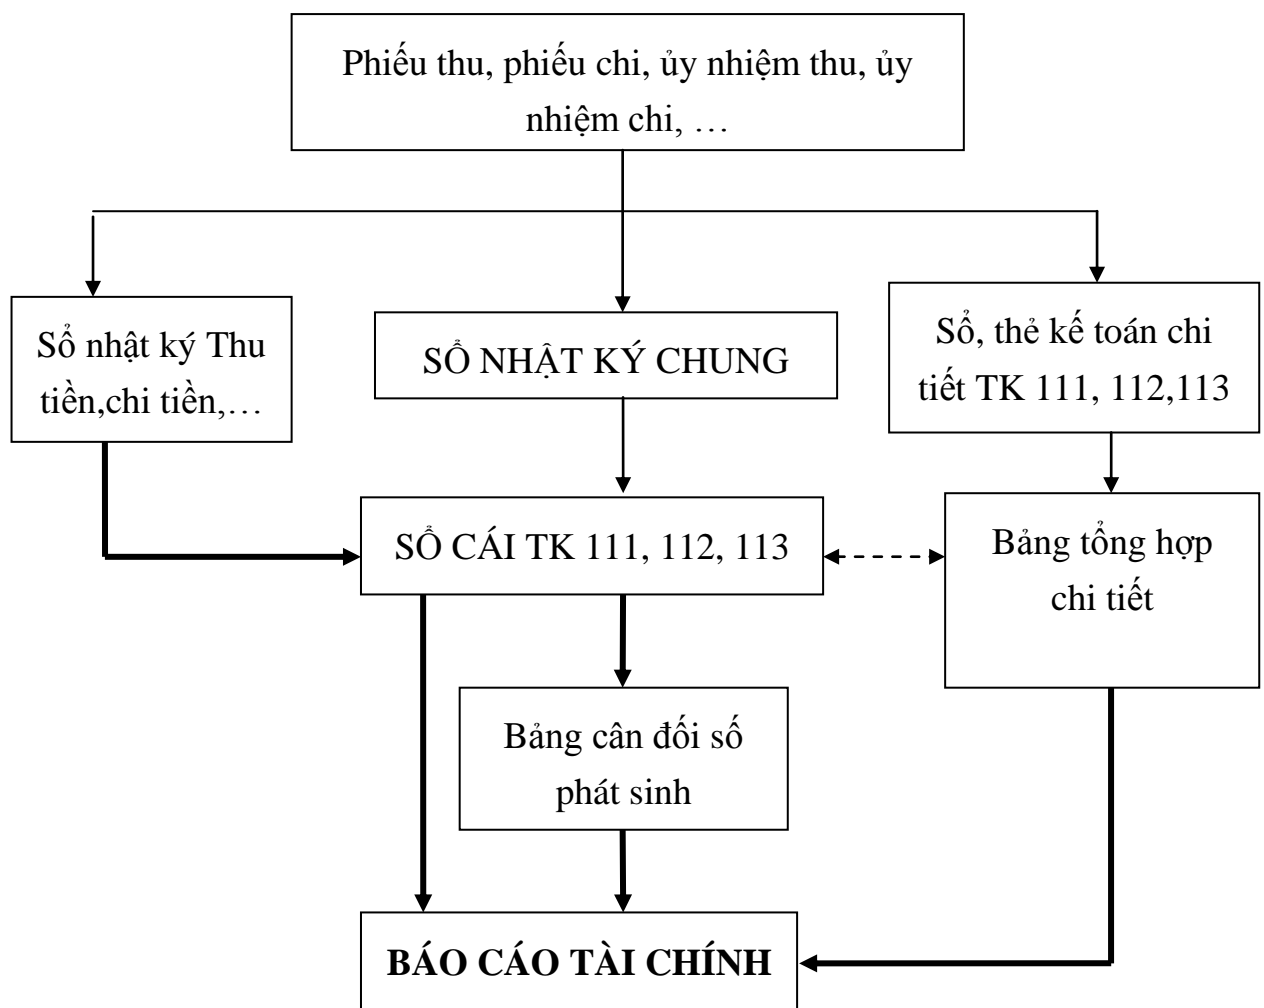 Phiếu thu, phiếu chi, ủy nhiệm thu, ủy
nhiệm chi, …
Sổ nhật ký Thu
tiền,chi tiền,…
SỔ NHẬT KÝ CHUNG
Sổ, thẻ kế toán chi
tiết TK 111, 112,113
SỔ CÁI TK 111, 112, 113
Bảng tổng hợp
chi tiết
Bảng cân đối số
phát sinh
BÁO CÁO TÀI CHÍNH